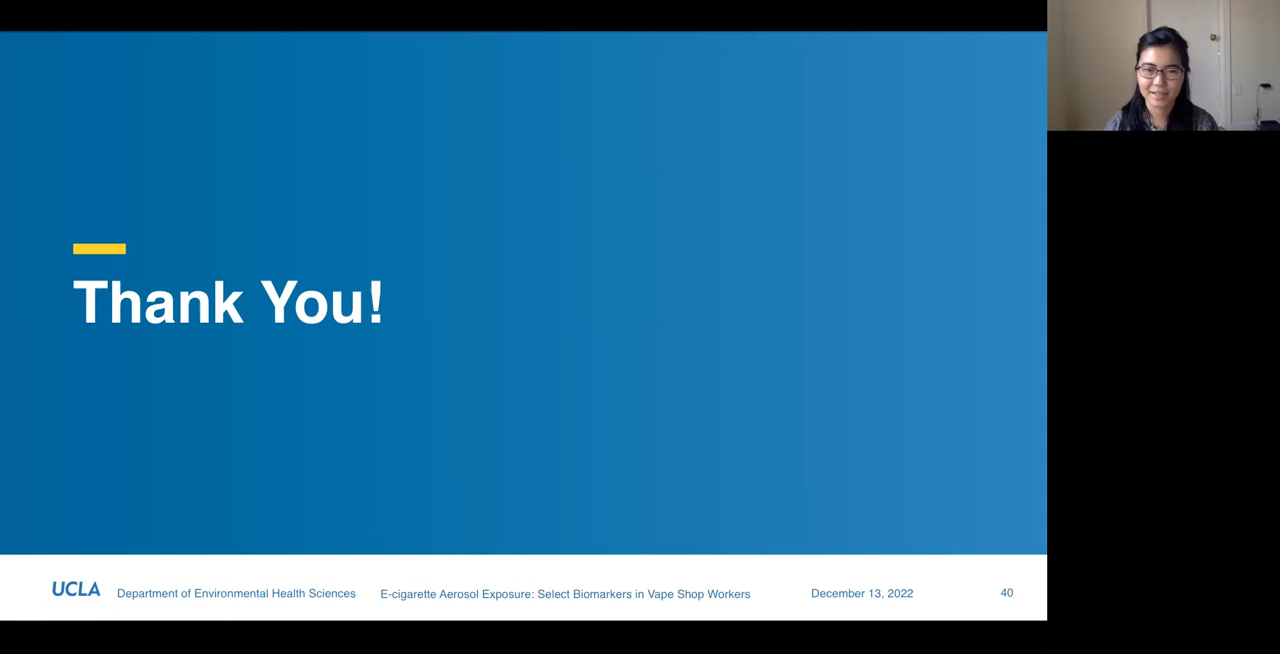 Thank You!
UCLA Department of Environmental Health Sciences E-cigarette Aerosol Exposure: Select Biomarkers in Vape Shop Workers December 13, 2022 40